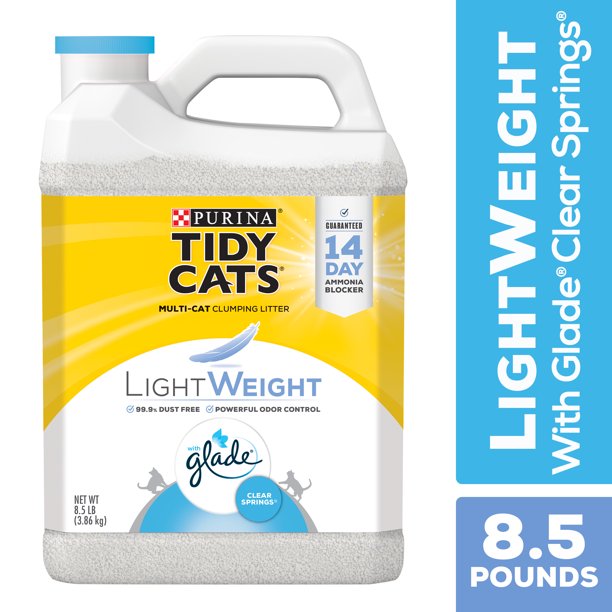 PURINA®
TIDY
CATS®
MULTI-CAT CLUMPING LITTER
GUARANTEED
14
DAY
AMMONIA
BLOCKER
LIGHTWEIGHT
99.9% DUST FREE POWERFUL ODOR CONTROL
with
glade®
CLEAR
SPRINGS®
NET WT
8.5 LB
(3.86 kg)
LIGHTWEIGHT
With Glade® Clear Springs®
8.5
POUNDS